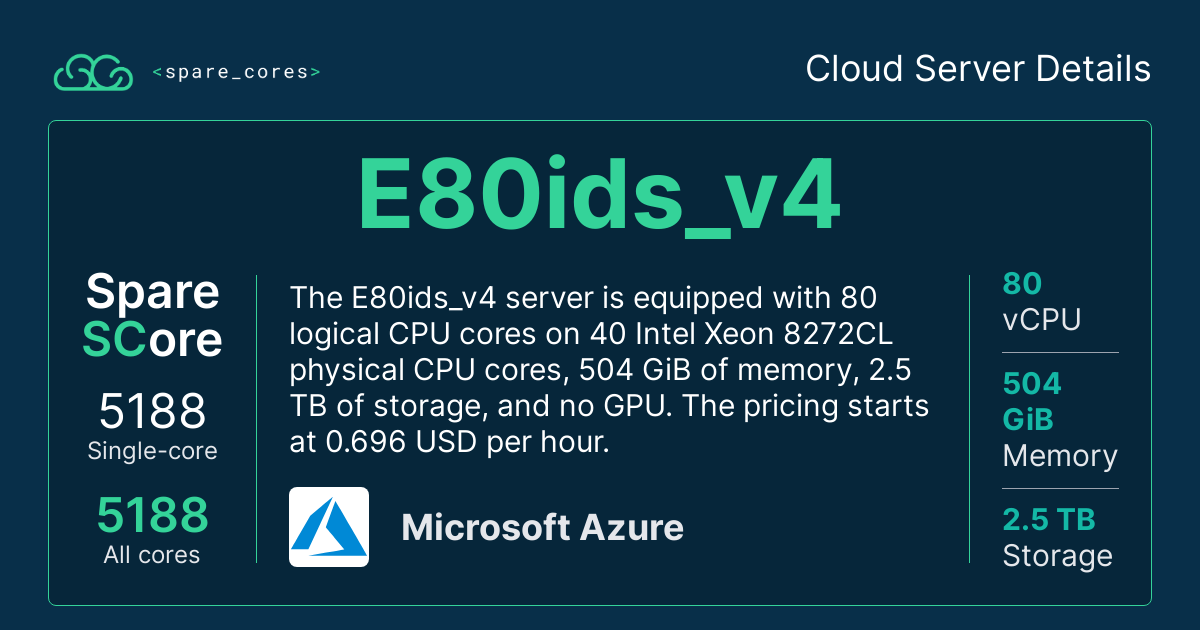 <spare_cores>
Cloud Server Details
E80ids_v4
Spare
SCore
5188
Single-core
5188
All cores
The E80ids_v4 server is equipped with 80
logical CPU cores on 40 Intel Xeon 8272CL
physical CPU cores, 504 GiB of memory, 2.5
TB of storage, and no GPU. The pricing starts
at 0.696 USD per hour.
Microsoft Azure
80
vCPU
504
GiB
Memory
2.5 TB
Storage